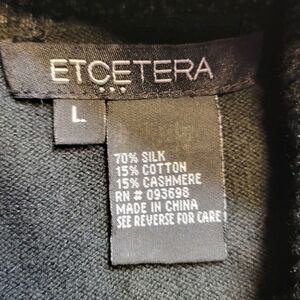 ETCETERA
L
70% SILK
15% COTTON
15% CASHMERE
RN # 093698
MADE IN CHINA
SEE REVERSE FOR CARE